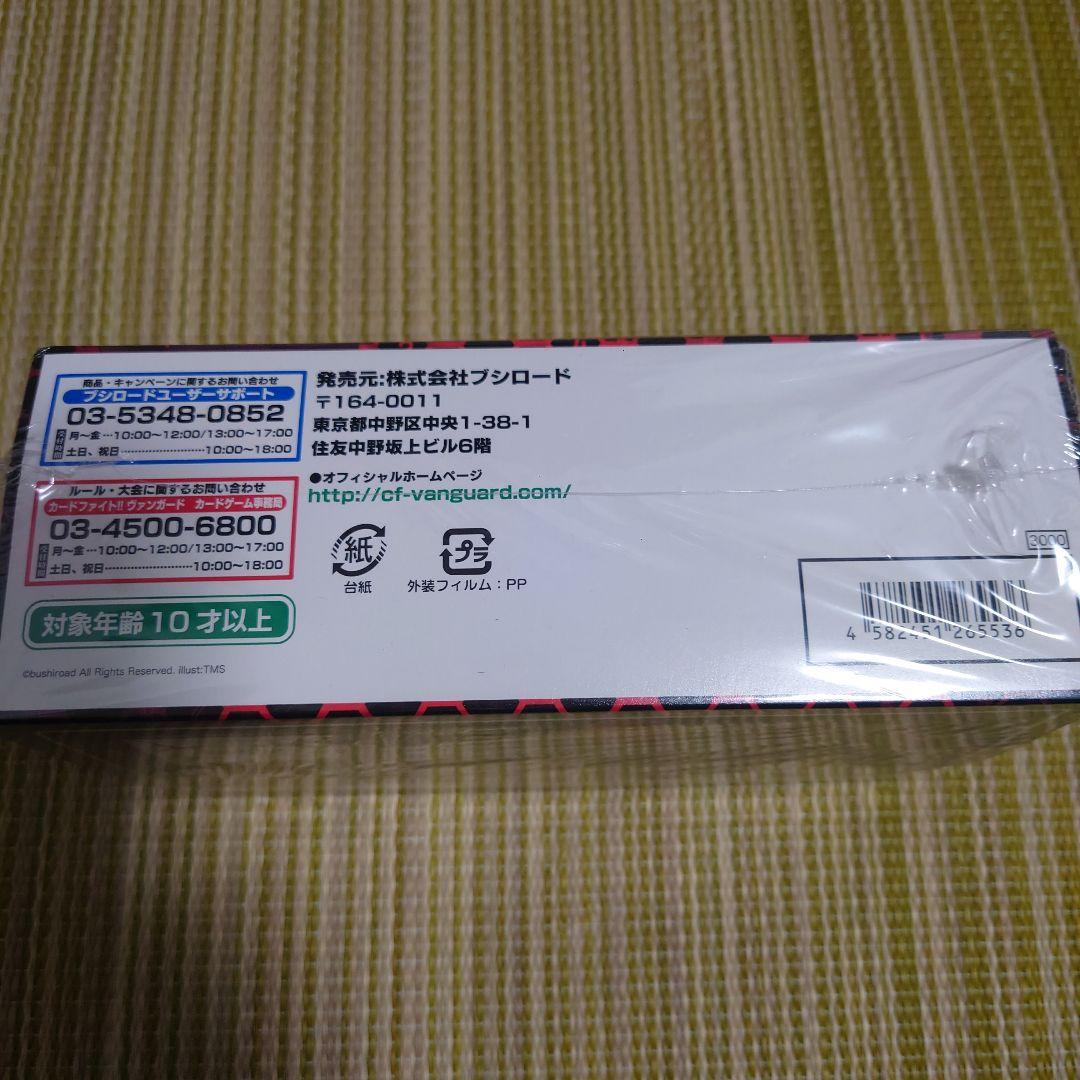 商品・キャンペーンに関するお問い合わせ
ブシロードユーザーサポート
03-5348-0852
受付時間
月〜金…10:00〜12:00/13:00〜17:00
土日、祝日……………………10:00〜18:00
ルール・大会に関するお問い合わせ
カードファイト!! ヴァンガード カードゲーム事務局
03-4500-6800
受付時間
月〜金…10:00〜12:00/13:00〜17:00
土日、祝日……………………10:00〜18:00
対象年齢10才以上
©bushiroad All Rights Reserved. illust:TMS
発売元:株式会社ブシロード
〒164-0011
東京都中野区中央1-38-1
住友中野坂上ビル6階
●オフィシャルホームページ
http://cf-vanguard.com/
紙
台紙
プラ
外装フィルム：PP
3000
4 582451 265536